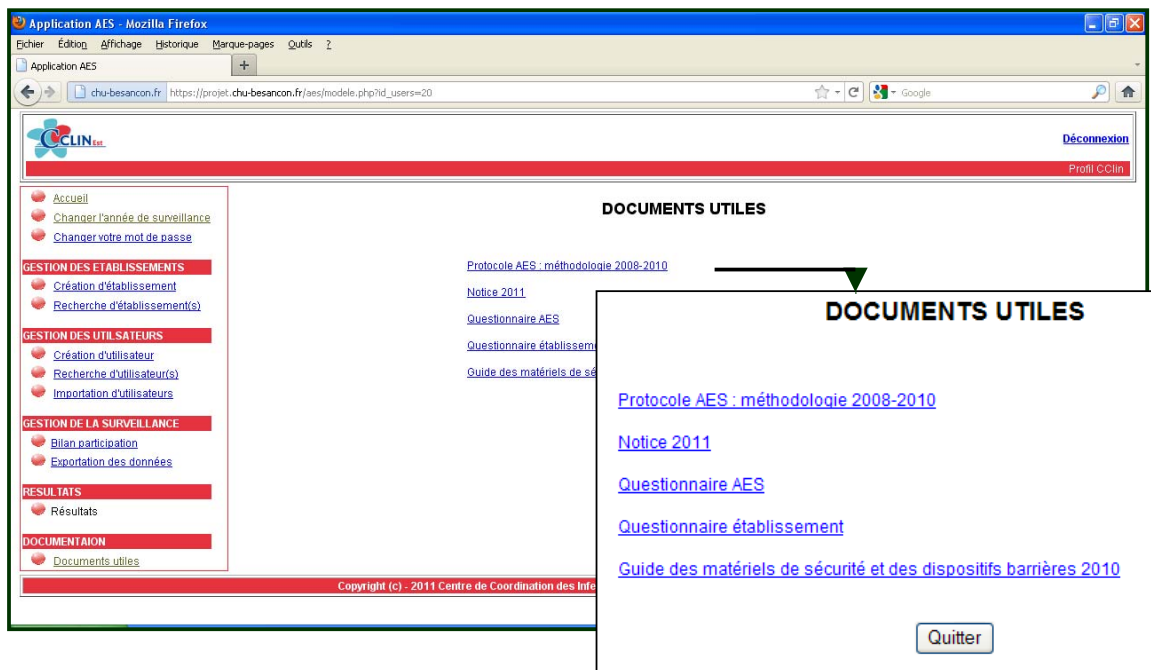 Application AES - Mozilla Firefox
Fichier Édition Affichage Historique Marque-pages Outils ?
Application AES
chu-besancon.fr https://projet.chu-besancon.fr/aes/modele.php?id_users=20
Google
CCLIN Est
Déconnexion
Profil CClin
Accueil
Changer l'année de surveillance
Changer votre mot de passe
GESTION DES ETABLISSEMENTS
Création d'établissement
Recherche d'établissement(s)
GESTION DES UTILSATEURS
Création d'utilisateur
Recherche d'utilisateur(s)
Importation d'utilisateurs
GESTION DE LA SURVEILLANCE
Bilan participation
Exportation des données
RESULTATS
Résultats
DOCUMENTAION
Documents utiles
DOCUMENTS UTILES
Protocole AES : méthodologie 2008-2010
Notice 2011
Questionnaire AES
Questionnaire établissem
Guide des matériels de sé
Copyright (c) - 2011 Centre de Coordination des Infe
DOCUMENTS UTILES
Protocole AES : méthodologie 2008-2010
Notice 2011
Questionnaire AES
Questionnaire établissement
Guide des matériels de sécurité et des dispositifs barrières 2010
Quitter